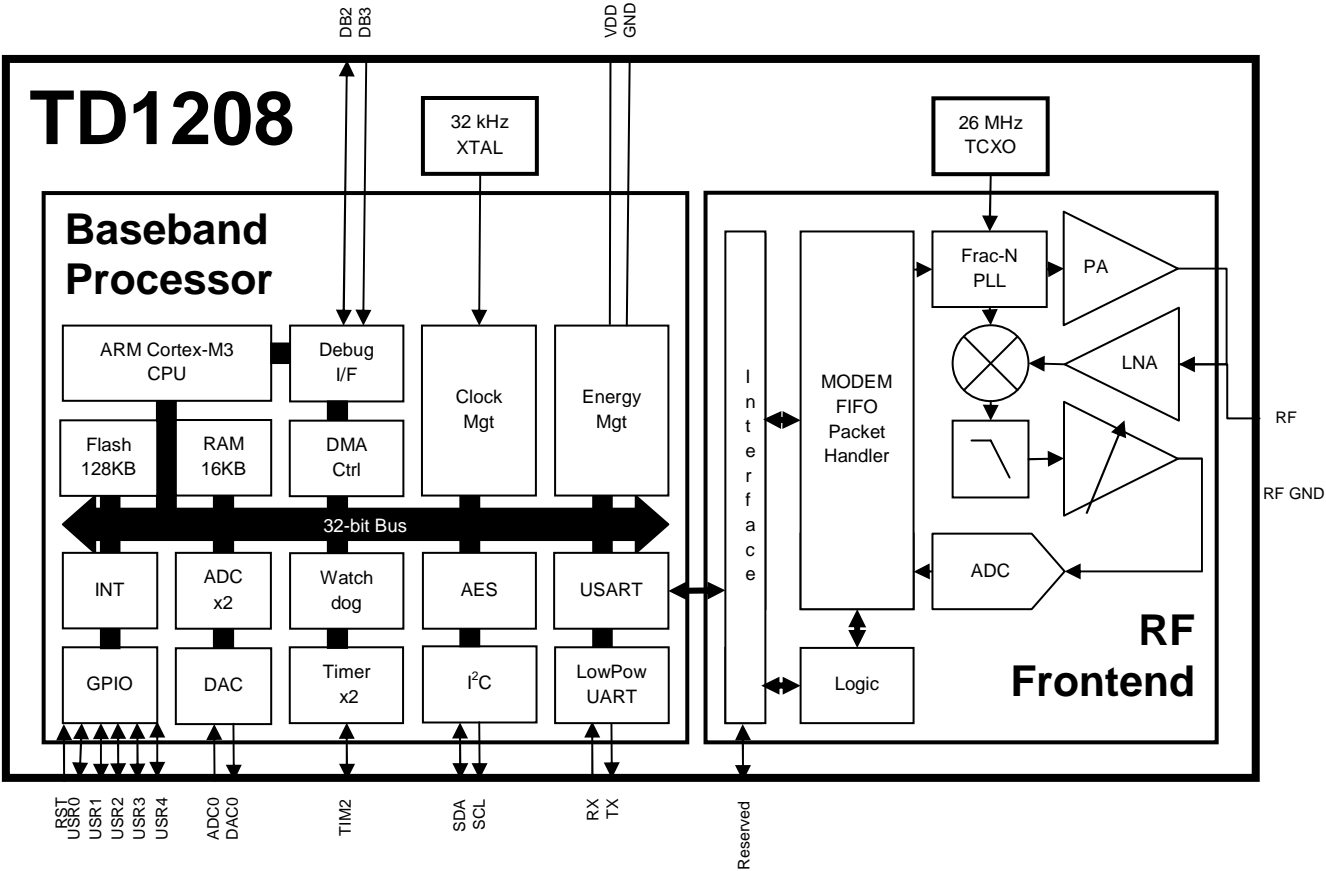 DB2
DB3
VDD
GND
TD1208
32 kHz
XTAL
26 MHz
TCXO
Baseband
Processor
ARM Cortex-M3
CPU
Debug
I/F
Clock
Mgt
Energy
Mgt
Flash
128KB
RAM
16KB
DMA
Ctrl
32-bit Bus
INT
ADC
x2
Watch
dog
AES
USART
GPIO
DAC
Timer
x2
I²C
LowPow
UART
Interface
MODEM
FIFO
Packet
Handler
Logic
Frac-N
PLL
PA
LNA
ADC
RF
Frontend
RF
RF GND
RST
USR0
USR1
USR2
USR3
USR4
ADC0
DAC0
TIM2
SDA
SCL
RX
TX
Reserved